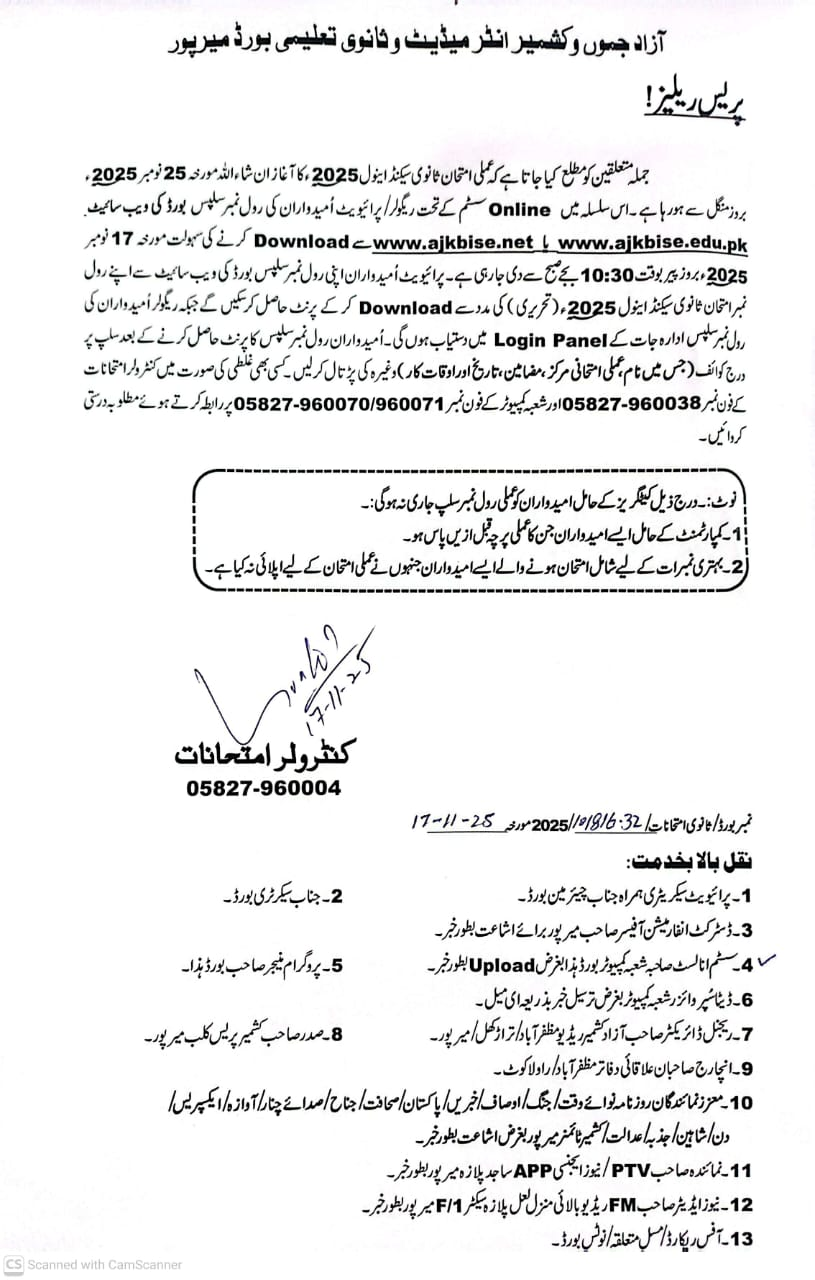 آزاد جموں و کشمیر انٹر میڈیٹ و ثانوی تعلیمی بورڈ میرپور
پریس ریلیز!
جملہ متعلقین کو مطلع کیا جاتا ہے کہ عملی امتحان ثانوی سیکنڈ اینول 2025ء کا آغاز ان شاء اللہ مورخہ 25 نومبر 2025ء
بروز منگل سے ہو رہا ہے۔ اس سلسلہ میں Online سسٹم کے تحت ریگولر/پرائیویٹ اُمیدواران کی رول نمبر سلپس بورڈ کی ویب سائیٹ
www.ajkbise.edu.pk یا www.ajkbise.net سے Download کرنے کی سہولت مورخہ 17 نومبر
2025ء بروز پیر بوقت 10:30 بجے صبح سے دی جا رہی ہے۔ پرائیویٹ اُمیدواران اپنی رول نمبر سلپس بورڈ کی ویب سائیٹ سے اپنے رول
نمبر امتحان ثانوی سیکنڈ اینول 2025ء (تحریری) کی مدد سے Download کر کے پرنٹ حاصل کر سکیں گے جبکہ ریگولر اُمیدواران کی
رول نمبر سلپس ادارہ جات کے Login Panel میں دستیاب ہوں گی۔ اُمیدواران رول نمبر سلپس کا پرنٹ حاصل کرنے کے بعد سلپ پر
درج کوائف (جس میں نام، عملی امتحانی مرکز، مضامین، تاریخ اور اوقات کار) وغیرہ کی پڑتال کر لیں۔ کسی بھی غلطی کی صورت میں کنٹرولر امتحانات
کے فون نمبر 05827-960038 اور شعبہ کمپیوٹر کے فون نمبر 05827-960070/960071 پر رابطہ کرتے ہوئے مطلوبہ درستی
کروائیں۔
نوٹ:۔ درج ذیل کیٹگریز کے حامل امیدواران کو عملی رول نمبر سلپ جاری نہ ہو گی:۔
1۔ کمپارٹمنٹ کے حامل ایسے امیدواران جن کا عملی پرچہ قبل ازیں پاس ہو۔
2۔ بہتری نمبرات کے لیے شامل امتحان ہونے والے ایسے امیدواران جنہوں نے عملی امتحان کے لیے اپلائی نہ کیا ہے۔
17-11-25
کنٹرولر امتحانات
05827-960004
نمبر بورڈ/ثانوی امتحانات/ /2025 مورخہ 17-11-25
نقل بالا بخدمت:
1۔ پرائیویٹ سیکریٹری ہمراہ جناب چیئرمین بورڈ۔ 2۔ جناب سیکرٹری بورڈ۔
3۔ ڈسٹرکٹ انفارمیشن آفیسر صاحب میرپور برائے اشاعت بطور خبر۔
4۔ سسٹم انالسٹ صاحبہ شعبہ کمپیوٹر بورڈ ہذا بغرض Upload بطور خبر۔ 5۔ پروگرام منیجر صاحب بورڈ ہذا۔
6۔ ڈیٹا سپروائزر شعبہ کمپیوٹر بغرض ترسیل خبر بذریعہ ای میل۔
7۔ ریجنل ڈائریکٹر صاحب آزاد کشمیر ریڈیو مظفر آباد/تراڑکھل/میرپور۔ 8۔ صدر صاحب کشمیر پریس کلب میرپور۔
9۔ انچارج صاحبان علاقائی دفاتر مظفر آباد/راولاکوٹ۔
10۔ معزز نمائندگان روزنامہ نوائے وقت/جنگ/اوصاف/خبریں/پاکستان/صحافت/جناح/صدائے چنار/آوازہ/ایکسپریس/
دن/شاہین/جذبہ/عدالت/کشمیر ٹائمز میرپور بغرض اشاعت بطور خبر۔
11۔ نمائندہ صاحب PTV/نیوز ایجنسی APP ساجد پلازہ میرپور بطور خبر۔
12۔ نیوز ایڈیٹر صاحب FM ریڈیو بالائی منزل لعل پلازہ سیکٹر F/1 میرپور بطور خبر۔
13۔ آفس ریکارڈ/مسل متعلقہ/نوٹس بورڈ۔
CS Scanned with CamScanner